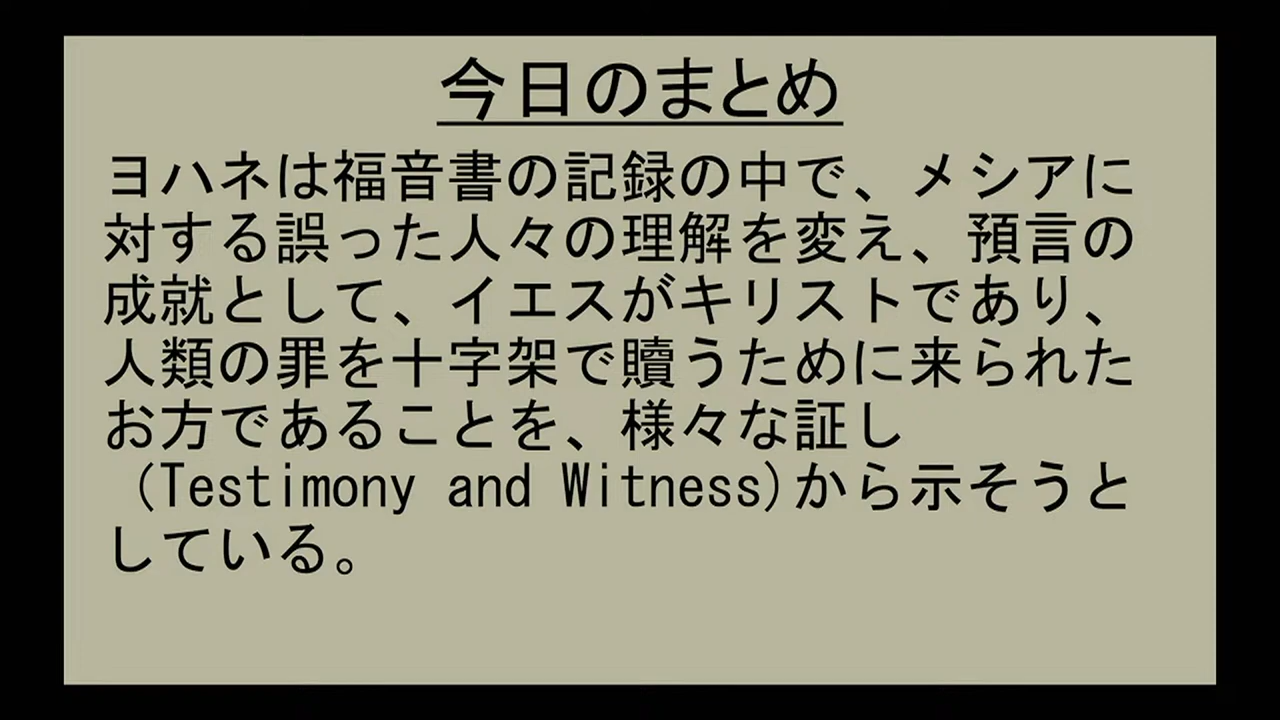 今日のまとめ
ヨハネは福音書の記録の中で、メシアに
対する誤った人々の理解を変え、預言の
成就として、イエスがキリストであり、
人類の罪を十字架で贖うために来られた
お方であることを、様々な証し
(Testimony and Witness)から示そうと
している。